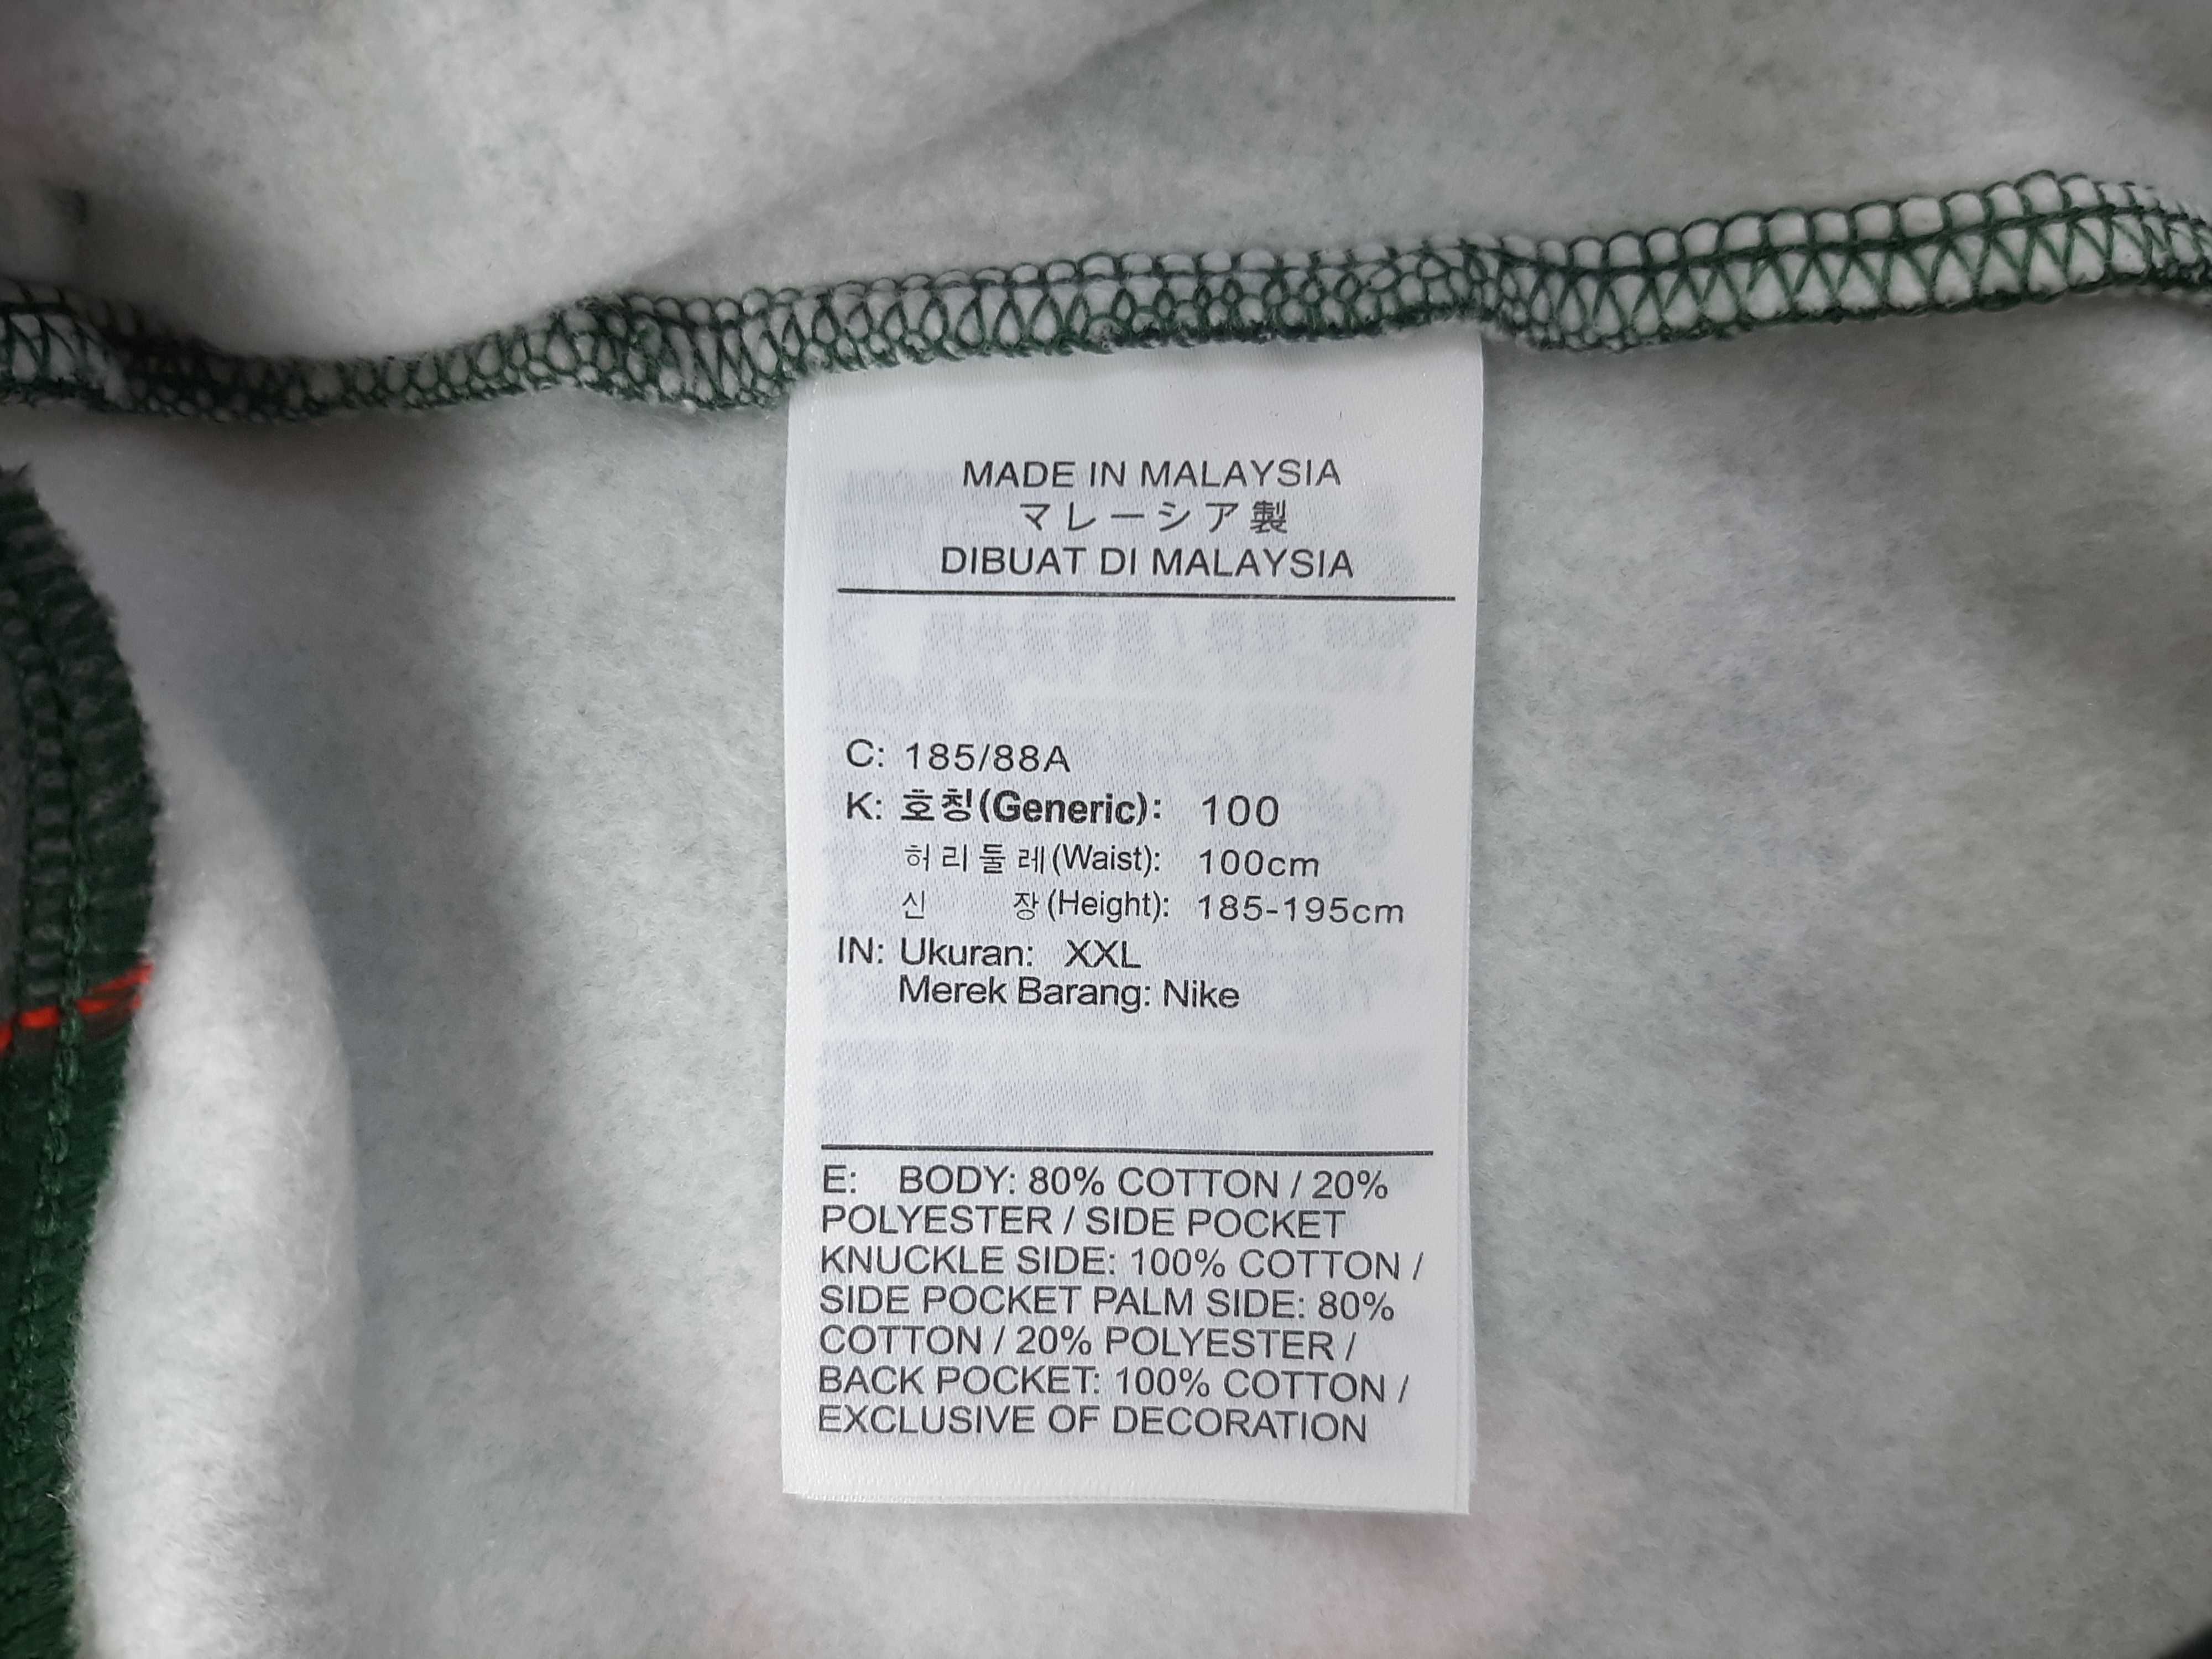 MADE IN MALAYSIA
マレーシア製
DIBUAT DI MALAYSIA
C: 185/88A
K: 호칭(Generic): 100
허리둘레(Waist): 100cm
신 장(Height): 185-195cm
IN: Ukuran: XXL
Merek Barang: Nike
E: BODY: 80% COTTON / 20%
POLYESTER / SIDE POCKET
KNUCKLE SIDE: 100% COTTON /
SIDE POCKET PALM SIDE: 80%
COTTON / 20% POLYESTER /
BACK POCKET: 100% COTTON /
EXCLUSIVE OF DECORATION